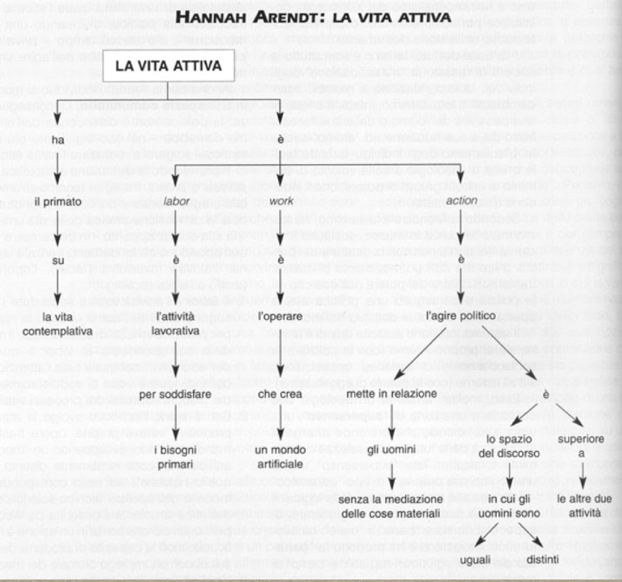 HANNAH ARENDT: LA VITA ATTIVA
LA VITA ATTIVA
ha
è
il primato
labor
work
action
su
è
è
è
la vita
contemplativa
l'attività
lavorativa
l'operare
l'agire politico
per soddisfare
che crea
mette in relazione
è
i bisogni
primari
un mondo
artificiale
gli uomini
lo spazio
del discorso
superiore
a
senza la mediazione
delle cose materiali
in cui gli
uomini sono
le altre due
attività
uguali
distinti